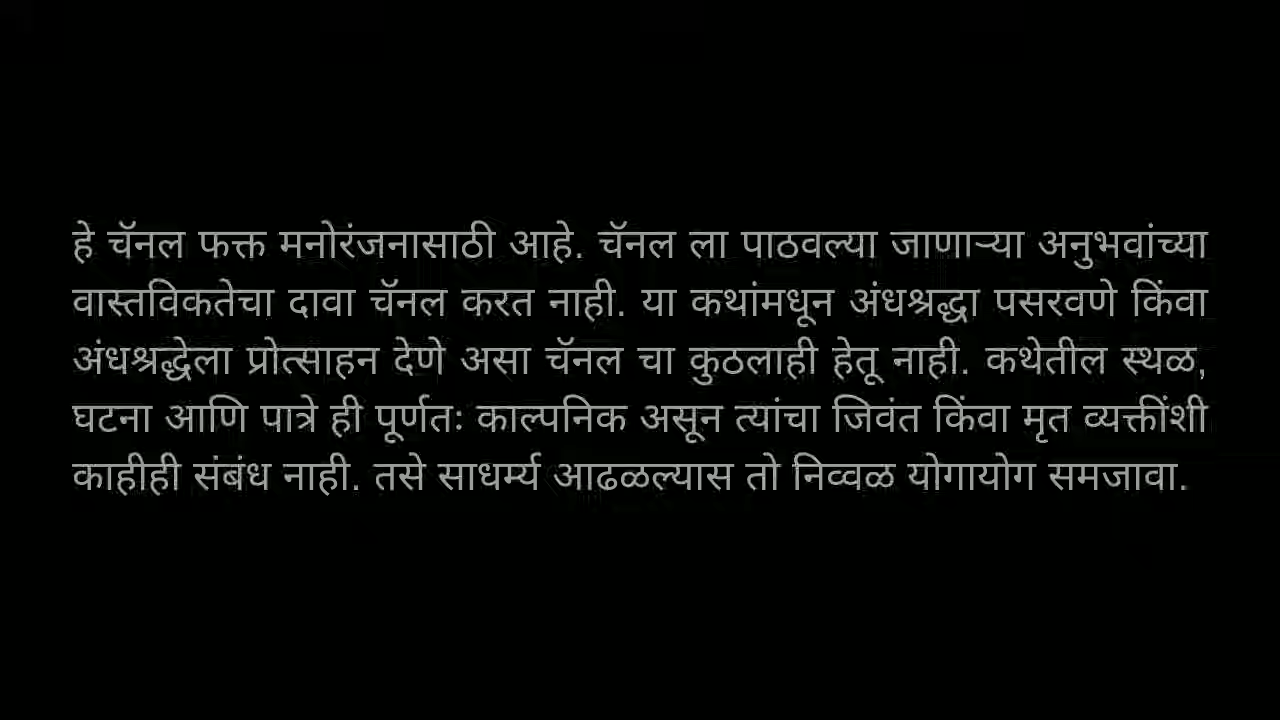 हे चॅनल फक्त मनोरंजनासाठी आहे. चॅनल ला पाठवल्या जाणाऱ्या अनुभवांच्या
वास्तविकतेचा दावा चॅनल करत नाही. या कथांमधून अंधश्रद्धा पसरवणे किंवा
अंधश्रद्धेला प्रोत्साहन देणे असा चॅनल चा कुठलाही हेतू नाही. कथेतील स्थळ,
घटना आणि पात्रे ही पूर्णतः काल्पनिक असून त्यांचा जिवंत किंवा मृत व्यक्तींशी
काहीही संबंध नाही. तसे साधर्म्य आढळल्यास तो निव्वळ योगायोग समजावा.